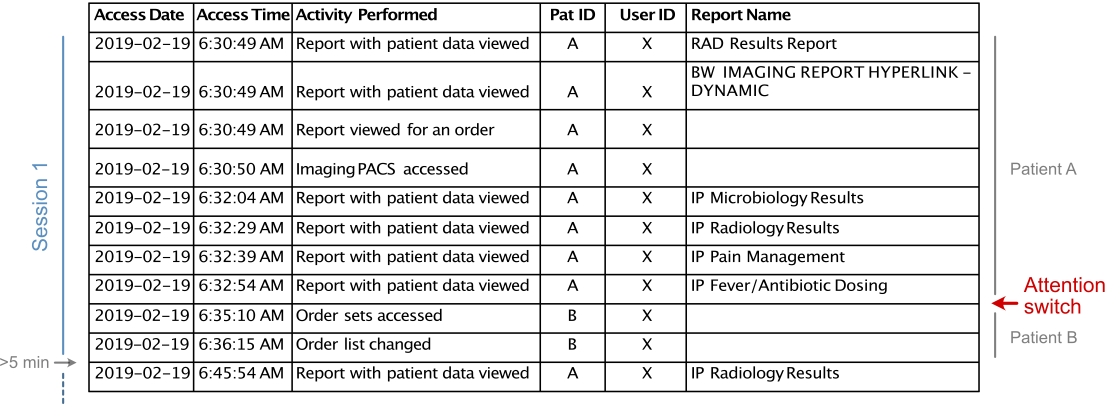 Access Date Access Time Activity Performed Pat ID User ID Report Name
2019-02-19 6:30:49 AM Report with patient data viewed A X RAD Results Report
2019-02-19 6:30:49 AM Report with patient data viewed A X BW IMAGING REPORT HYPERLINK -
DYNAMIC
2019-02-19 6:30:49 AM Report viewed for an order A X
2019-02-19 6:30:50 AM Imaging PACS accessed A X
2019-02-19 6:32:04 AM Report with patient data viewed A X IP Microbiology Results
2019-02-19 6:32:29 AM Report with patient data viewed A X IP Radiology Results
2019-02-19 6:32:39 AM Report with patient data viewed A X IP Pain Management
2019-02-19 6:32:54 AM Report with patient data viewed A X IP Fever/Antibiotic Dosing
2019-02-19 6:35:10 AM Order sets accessed B X
2019-02-19 6:36:15 AM Order list changed B X
2019-02-19 6:45:54 AM Report with patient data viewed A X IP Radiology Results
Session 1
>5 min
Patient A
Attention
switch
Patient B